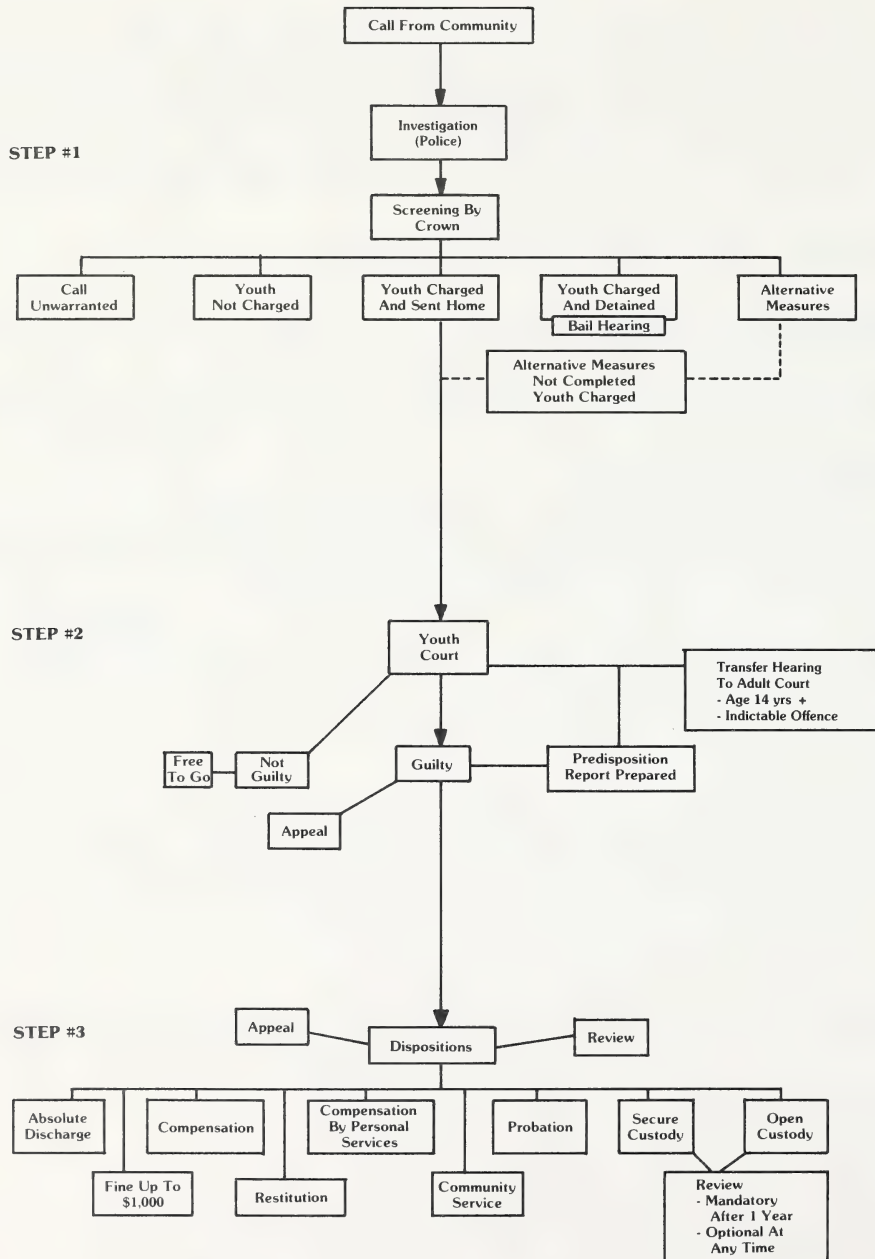 Call From Community
Investigation
(Police)
STEP #1
Screening By
Crown
Call
Unwarranted
Youth
Not Charged
Youth Charged
And Sent Home
Youth Charged
And Detained
Bail Hearing
Alternative
Measures
Alternative Measures
Not Completed
Youth Charged
STEP #2
Youth
Court
Transfer Hearing
To Adult Court
- Age 14 yrs +
- Indictable Offence
Free
To Go
Not
Guilty
Guilty
Predisposition
Report Prepared
Appeal
STEP #3
Appeal
Dispositions
Review
Absolute
Discharge
Compensation
Compensation
By Personal
Services
Probation
Secure
Custody
Open
Custody
Fine Up To
$1,000
Restitution
Community
Service
Review
- Mandatory
After 1 Year
- Optional At
Any Time